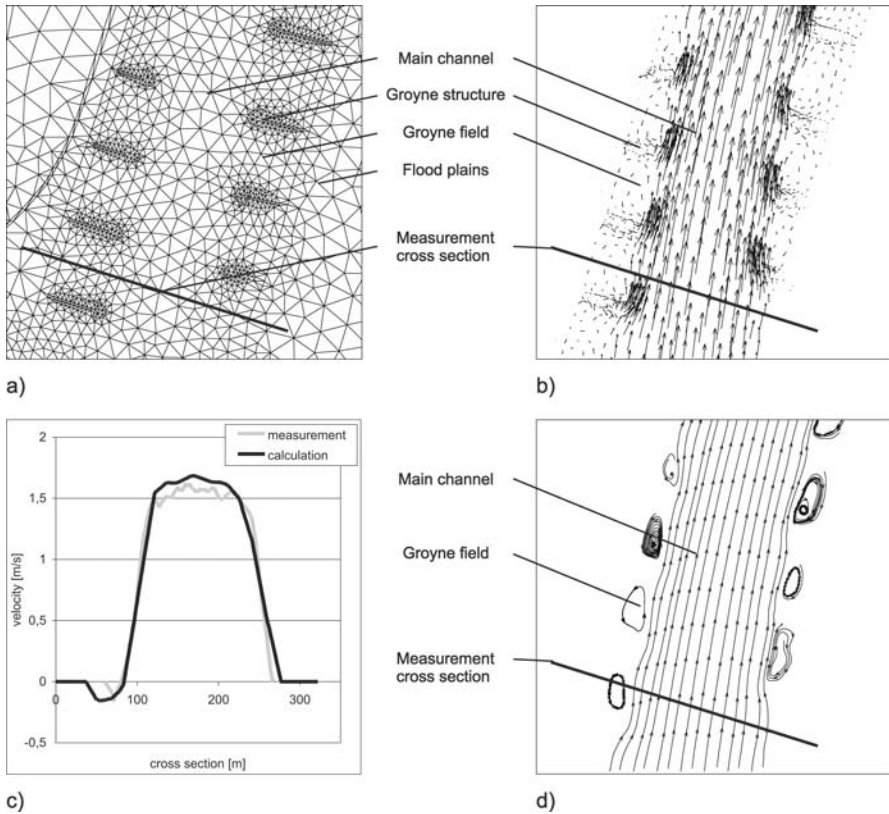 Main channel
Groyne structure
Groyne field
Flood plains
Measurement
cross section
a)
b)
2
1,5
1
0,5
0
-0,5
velocity [m/s]
measurement
calculation
0
100
200
300
cross section [m]
Main channel
Groyne field
Measurement
cross section
c)
d)